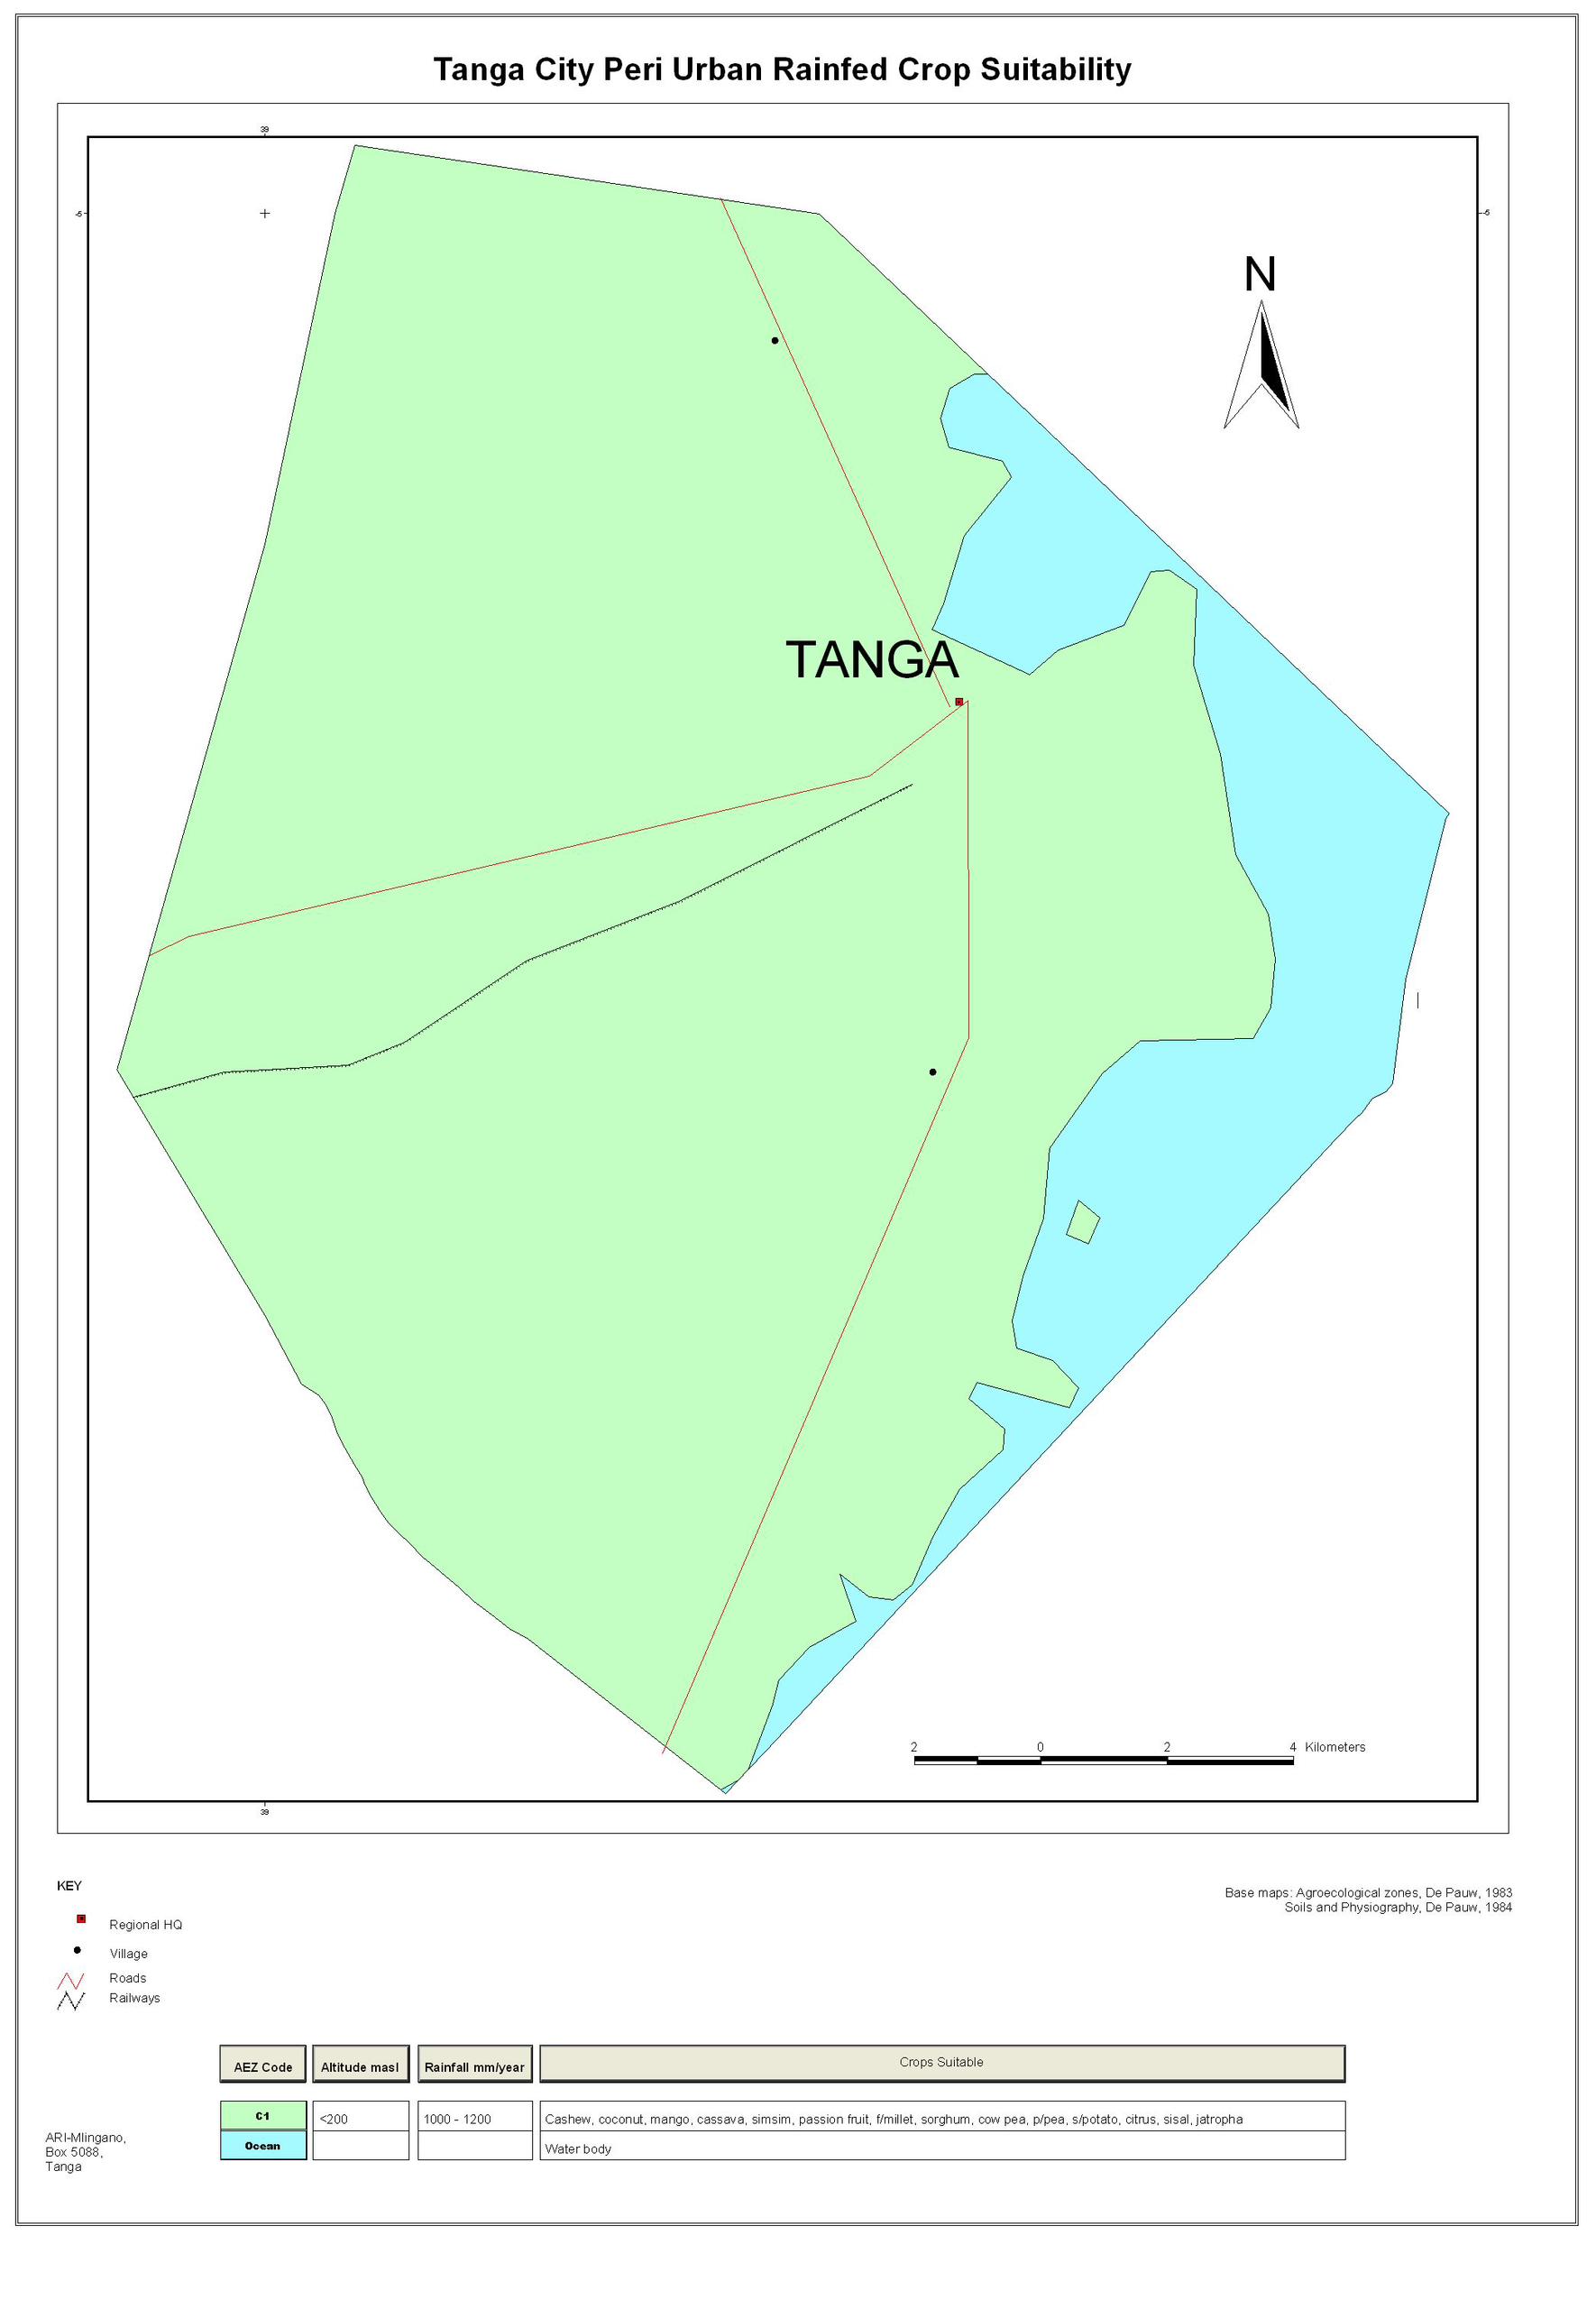 Tanga City Peri Urban Rainfed Crop Suitability
39
-5
-5
N
TANGA
2 0 2 4 Kilometers
39
KEY
Regional HQ
Village
Roads
Railways
Base maps: Agroecological zones, De Pauw, 1983
Soils and Physiography, De Pauw, 1984
AEZ Code Altitude masl Rainfall mm/year Crops Suitable
C1 <200 1000 - 1200 Cashew, coconut, mango, cassava, simsim, passion fruit, f/millet, sorghum, cow pea, p/pea, s/potato, citrus, sisal, jatropha
Ocean Water body
ARI-Mlingano,
Box 5088,
Tanga